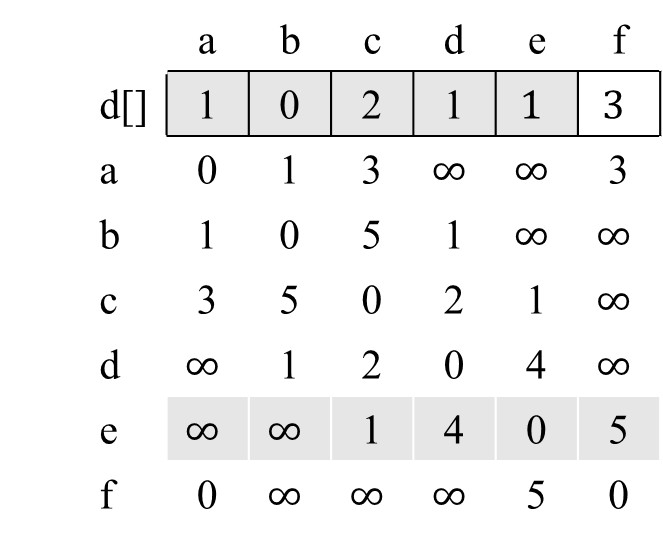 a b c d e f
d[] 1 0 2 1 1 3
a 0 1 3 ∞ ∞ 3
b 1 0 5 1 ∞ ∞
c 3 5 0 2 1 ∞
d ∞ 1 2 0 4 ∞
e ∞ ∞ 1 4 0 5
f 0 ∞ ∞ ∞ 5 0